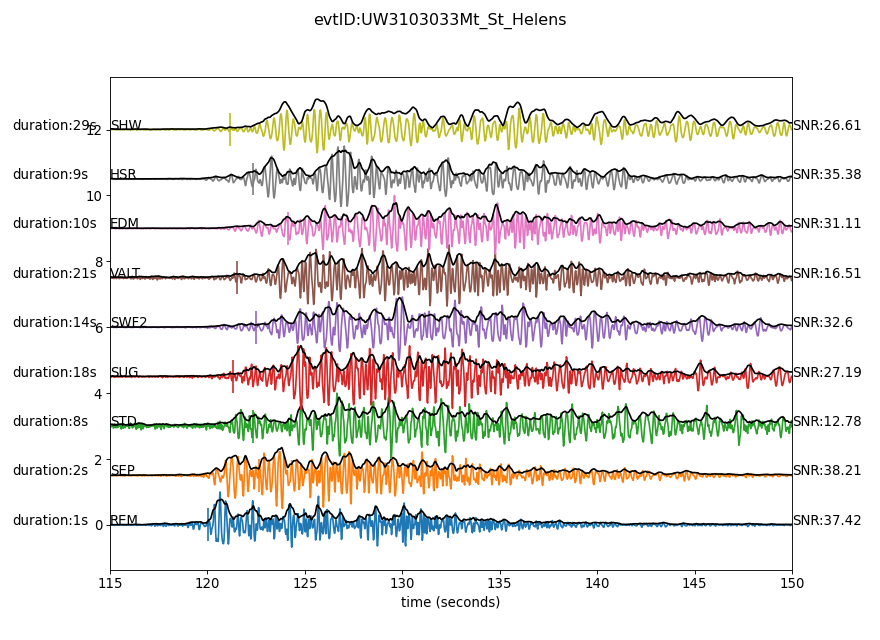 evtID:UW3103033Mt_St_Helens
duration:29s 12 SHW SNR:26.61
duration:9s HSR SNR:35.38
10
duration:10s EDM SNR:31.11
8
duration:21s VALT SNR:16.51
duration:14s 6 SWF2 SNR:32.6
duration:18s SUG SNR:27.19
4
duration:8s STD SNR:12.78
2
duration:2s SEP SNR:38.21
duration:1s 0 REM SNR:37.42
115 120 125 130 135 140 145 150
time (seconds)